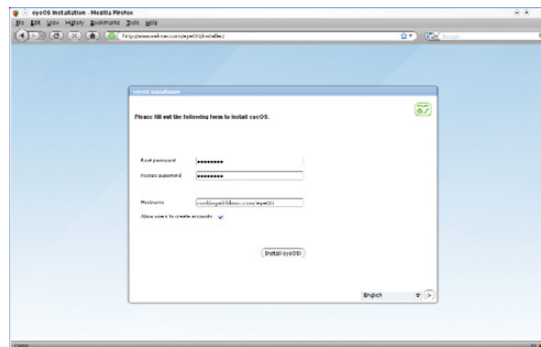 eyeOS Installation - Mozilla Firefox
File Edit View History Bookmarks Tools Help
eyeOS Installation
Please fill out the following form to install eyeOS:
Root password
password
Hostname
Allow users to create accounts
Install eyeOS!
English
Done